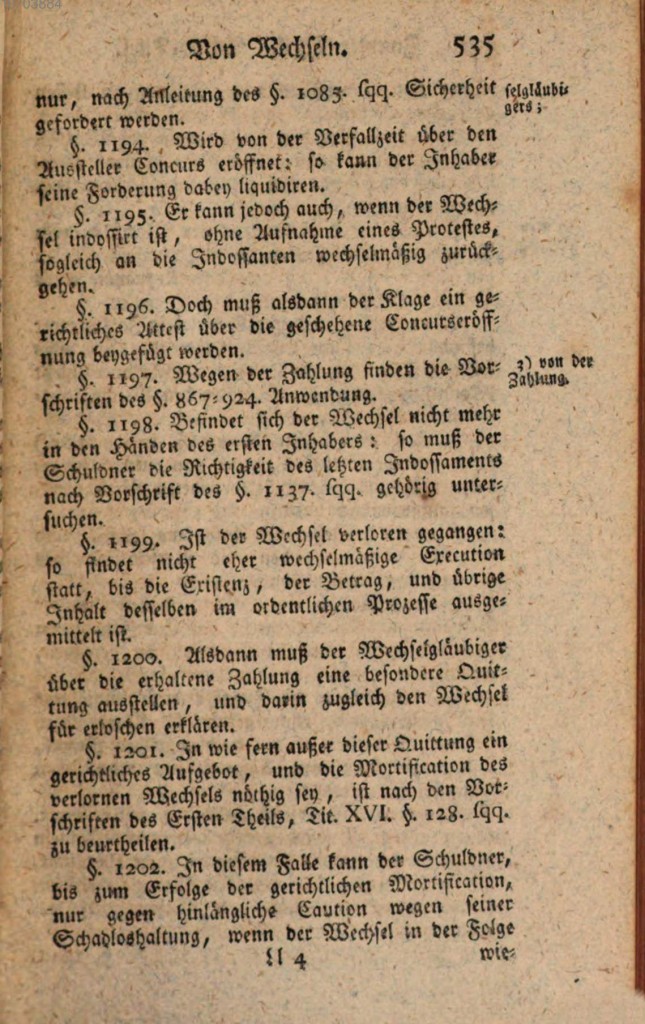 Von Wechseln. 535
nur, nach Anleitung des §. 1085. sqq. Sicherheit
gefordert werden.
selgläubi-
gers;
§. 1194. Wird von der Verfallzeit über den
Aussteller Concurs eröffnet: so kann der Inhaber
seine Forderung dabey liquidiren.
§. 1195. Er kann jedoch auch, wenn der Wech-
sel indossirt ist, ohne Aufnahme eines Protestes,
sogleich an die Indossanten wechselmäßig zurück-
gehen.
§. 1196. Doch muß alsdann der Klage ein ge-
richtliches Attest über die geschehene Concurseröff-
nung beygefügt werden.
§. 1197. Wegen der Zahlung finden die Vor-
schriften des §. 867-924. Anwendung.
2) von der
Zahlung.
§. 1198. Befindet sich der Wechsel nicht mehr
in den Händen des ersten Inhabers: so muß der
Schuldner die Richtigkeit des letzten Indossaments
nach Vorschrift des §. 1137. sqq. gehörig unter-
suchen.
§. 1199. Ist der Wechsel verloren gegangen:
so findet nicht eher wechselmäßige Execution
statt, bis die Existenz, der Betrag, und übrige
Inhalt desselben im ordentlichen Prozesse ausge-
mittelt ist.
§. 1200. Alsdann muß der Wechselgläubiger
über die erhaltene Zahlung eine besondere Quit-
tung ausstellen, und darin zugleich den Wechsel
für erloschen erklären.
§. 1201. In wie fern außer dieser Quittung ein
gerichtliches Aufgebot, und die Mortification des
verlornen Wechsels nöthig sey, ist nach den Vor-
schriften des Ersten Theils, Tit. XVI. §. 128. sqq.
zu beurtheilen.
§. 1202. In diesem Falle kann der Schuldner,
bis zum Erfolge der gerichtlichen Mortification,
nur gegen hinlängliche Caution wegen seiner
Schadloshaltung, wenn der Wechsel in der Folge
Ll 4 wie-